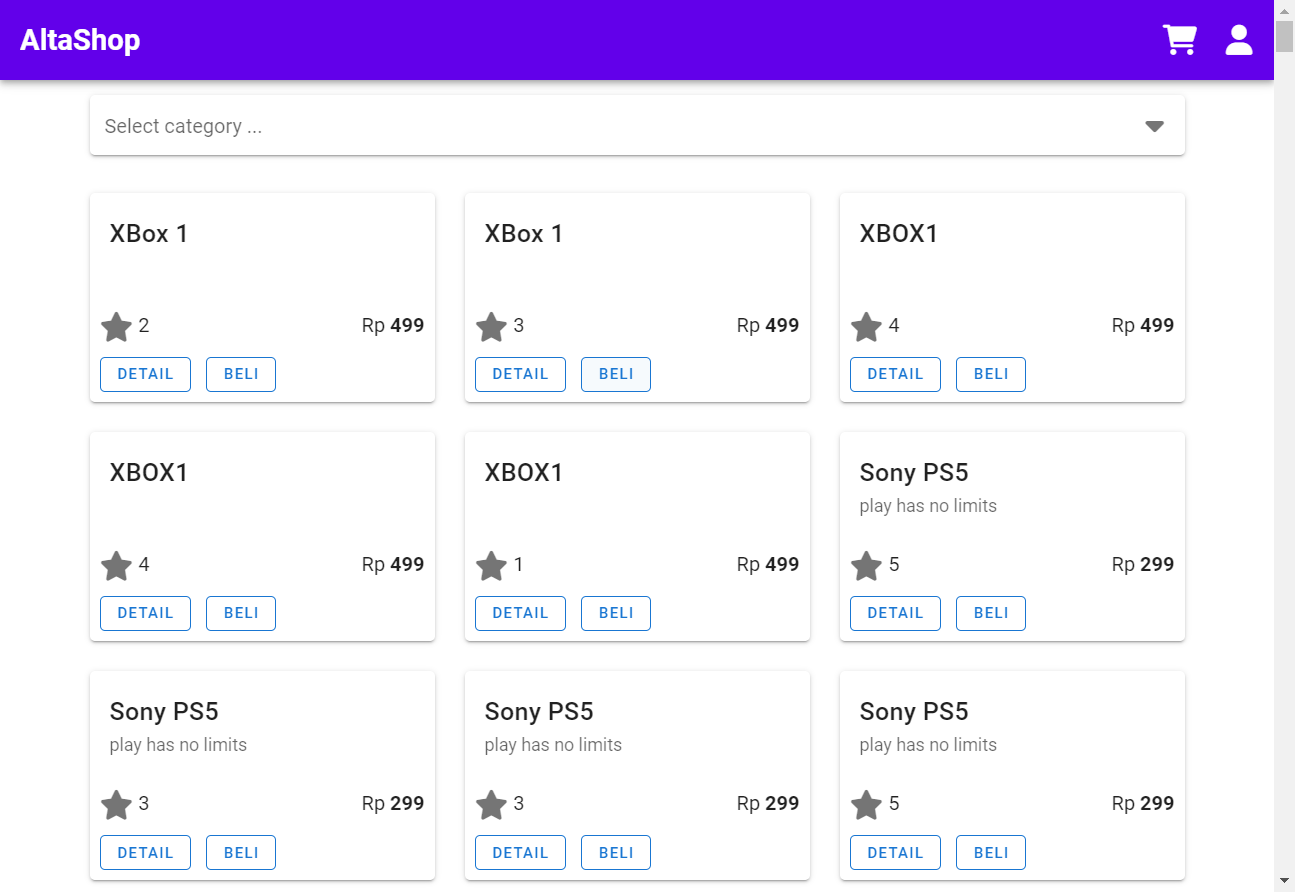 AltaShop
Select category ...
XBox 1
2
Rp 499
DETAIL
BELI
XBox 1
3
Rp 499
DETAIL
BELI
XBOX1
4
Rp 499
DETAIL
BELI
XBOX1
4
Rp 499
DETAIL
BELI
XBOX1
1
Rp 499
DETAIL
BELI
Sony PS5
play has no limits
5
Rp 299
DETAIL
BELI
Sony PS5
play has no limits
3
Rp 299
DETAIL
BELI
Sony PS5
play has no limits
3
Rp 299
DETAIL
BELI
Sony PS5
play has no limits
5
Rp 299
DETAIL
BELI